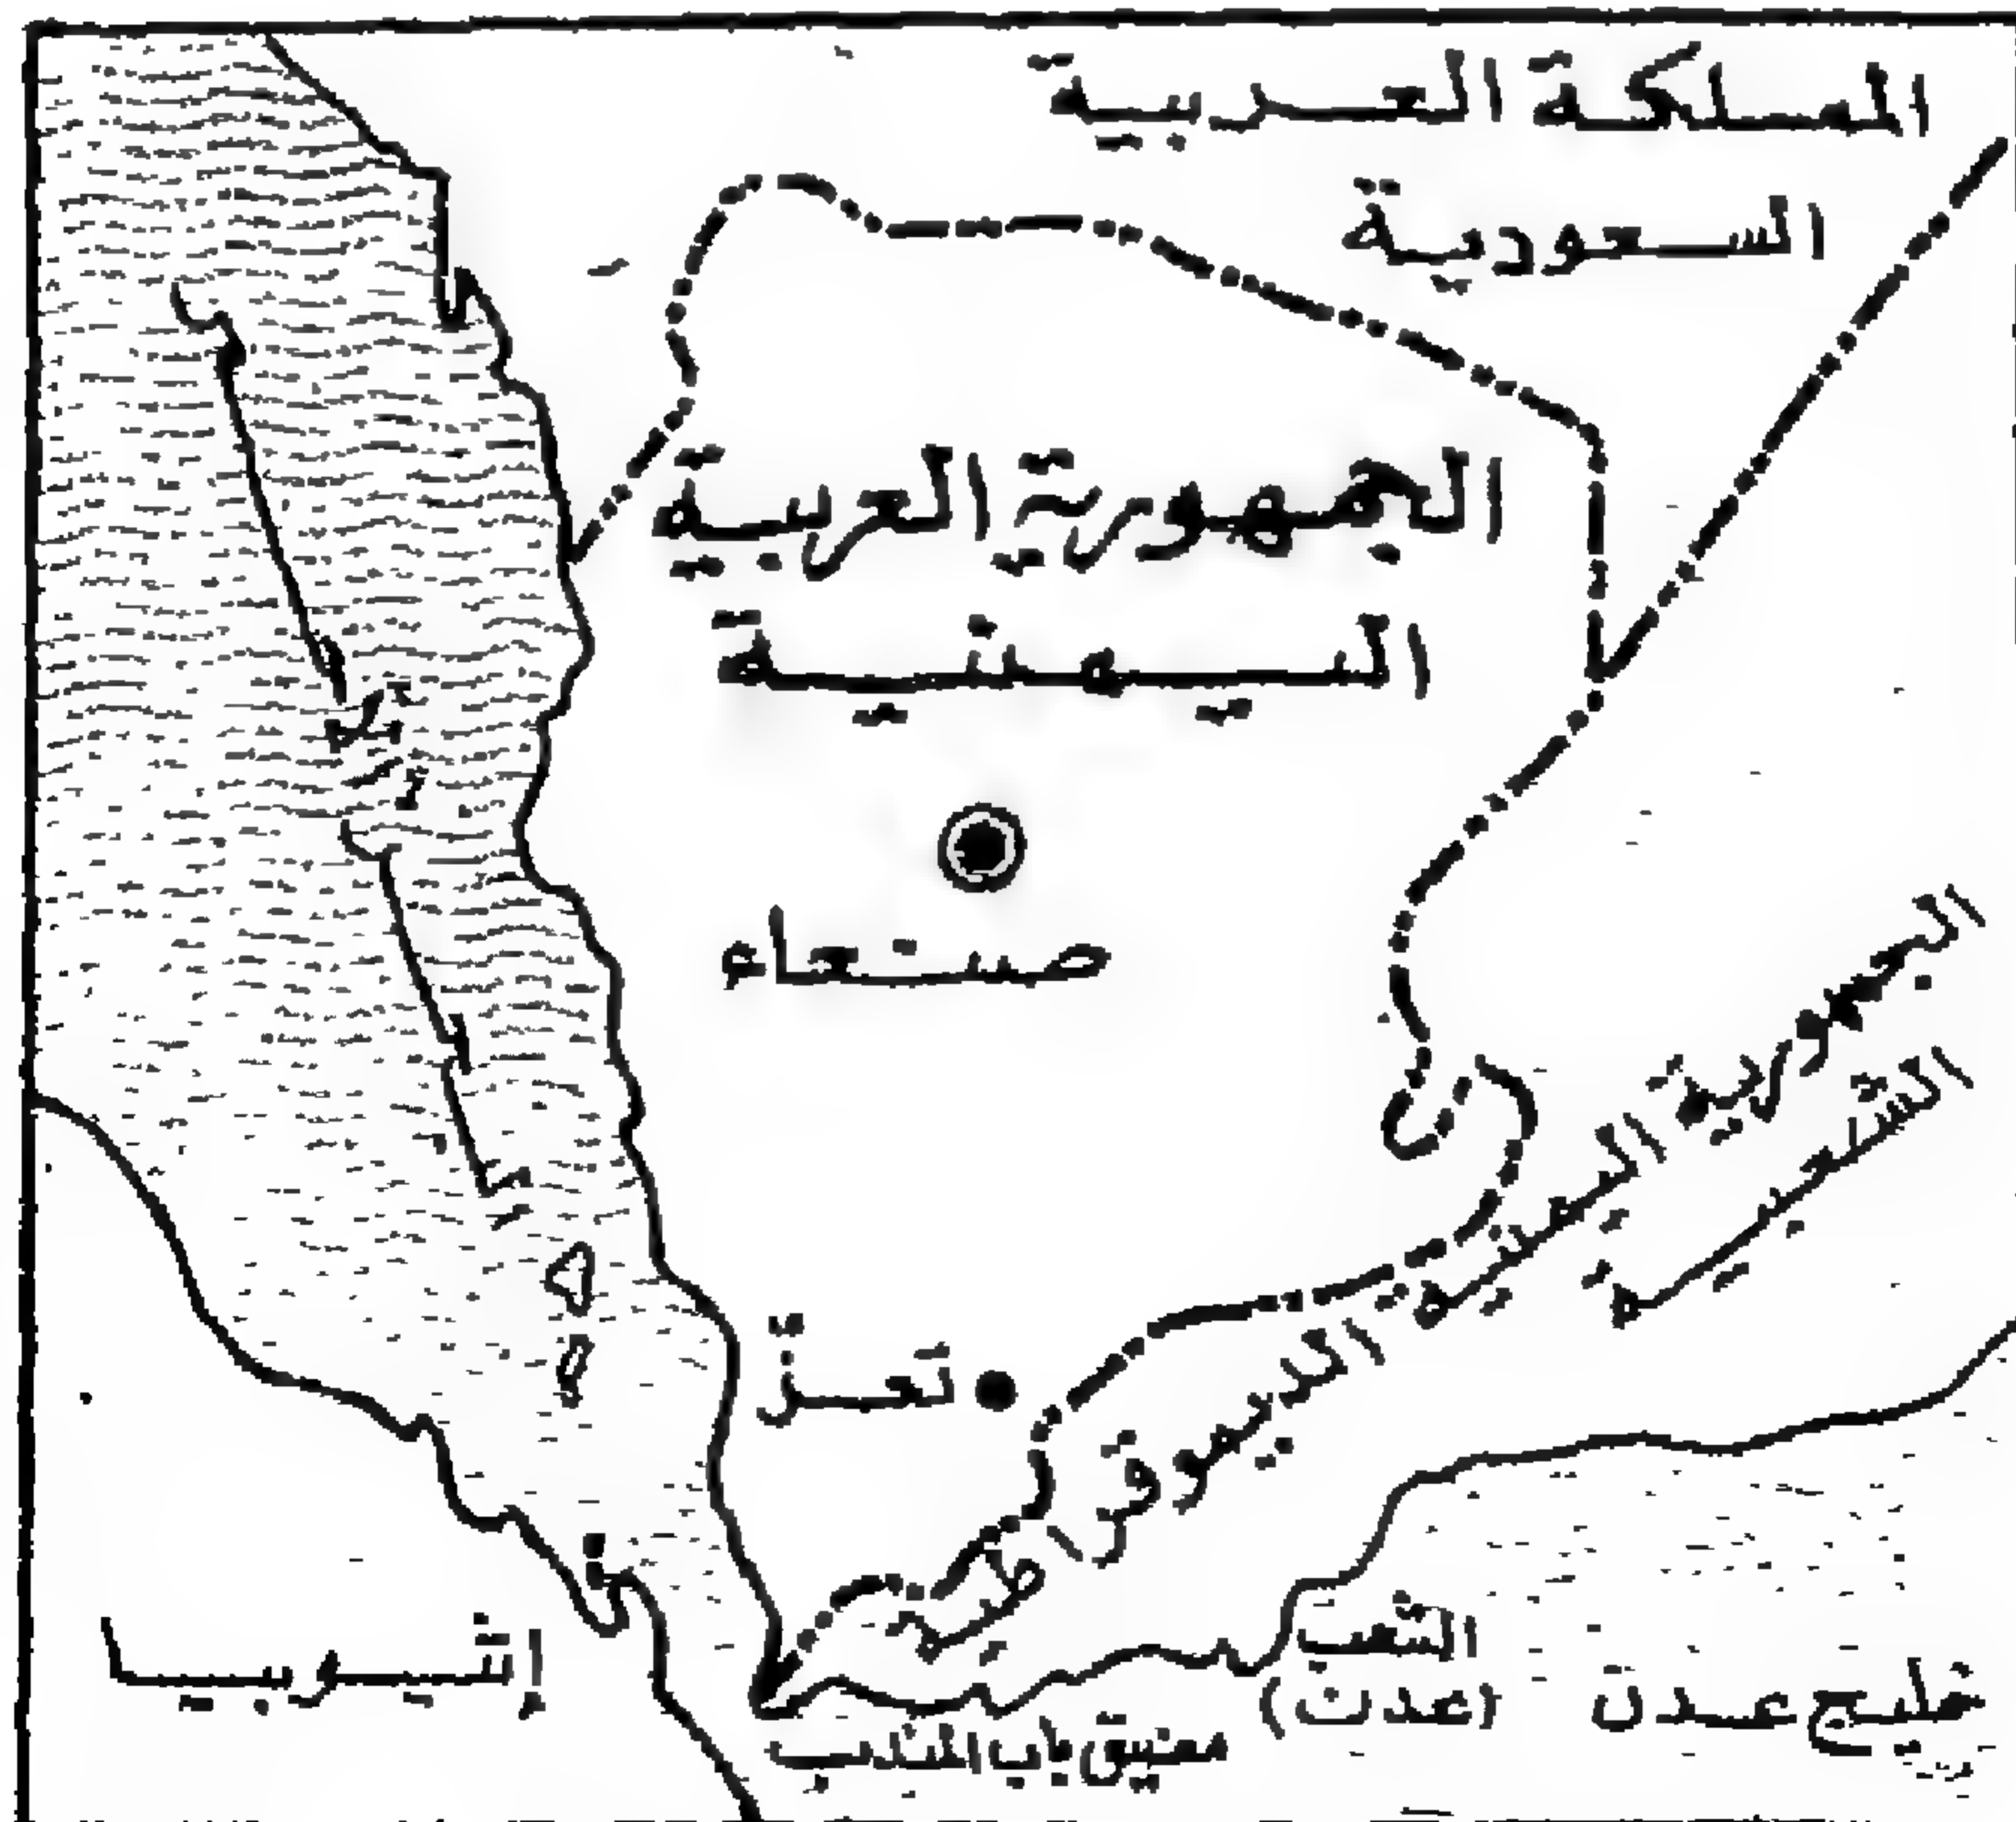 المملكة العربية
السعودية
الجمهورية العربية
اليمنية
صنعاء
الجمهورية اليمنية الديموقراطية
الشعبية
تعز
إثيوبيا
الشعب
(عدن)
خليج عدن
مضيق باب المندب